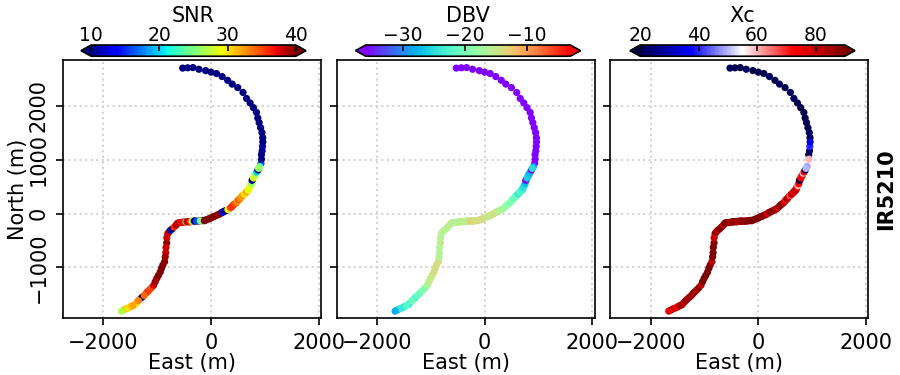 SNR DBV Xc
10 20 30 40 −30 −20 −10 20 40 60 80
2000
1000
0
−1000
North (m)
IR5210
−2000 0 2000 −2000 0 2000 −2000 0 2000
East (m) East (m) East (m)